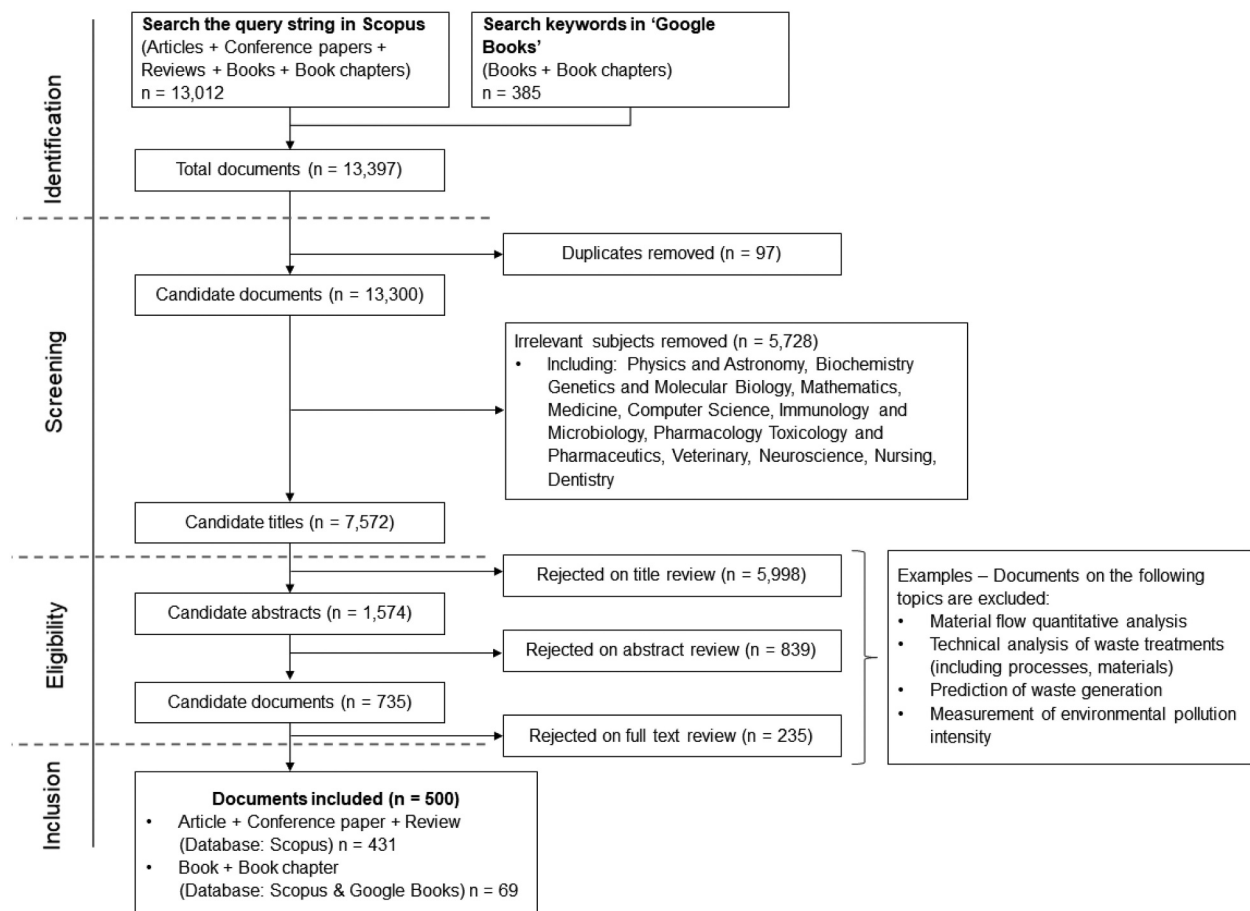 Identification
Search the query string in Scopus
(Articles + Conference papers +
Reviews + Books + Book chapters)
n = 13,012
Search keywords in ‘Google
Books’
(Books + Book chapters)
n = 385
Total documents (n = 13,397)
Screening
Duplicates removed (n = 97)
Candidate documents (n = 13,300)
Irrelevant subjects removed (n = 5,728)
• Including: Physics and Astronomy, Biochemistry
Genetics and Molecular Biology, Mathematics,
Medicine, Computer Science, Immunology and
Microbiology, Pharmacology Toxicology and
Pharmaceutics, Veterinary, Neuroscience, Nursing,
Dentistry
Candidate titles (n = 7,572)
Eligibility
Rejected on title review (n = 5,998)
Candidate abstracts (n = 1,574)
Rejected on abstract review (n = 839)
Candidate documents (n = 735)
Rejected on full text review (n = 235)
Examples – Documents on the following
topics are excluded:
• Material flow quantitative analysis
• Technical analysis of waste treatments
(including processes, materials)
• Prediction of waste generation
• Measurement of environmental pollution
intensity
Inclusion
Documents included (n = 500)
• Article + Conference paper + Review
(Database: Scopus) n = 431
• Book + Book chapter
(Database: Scopus & Google Books) n = 69